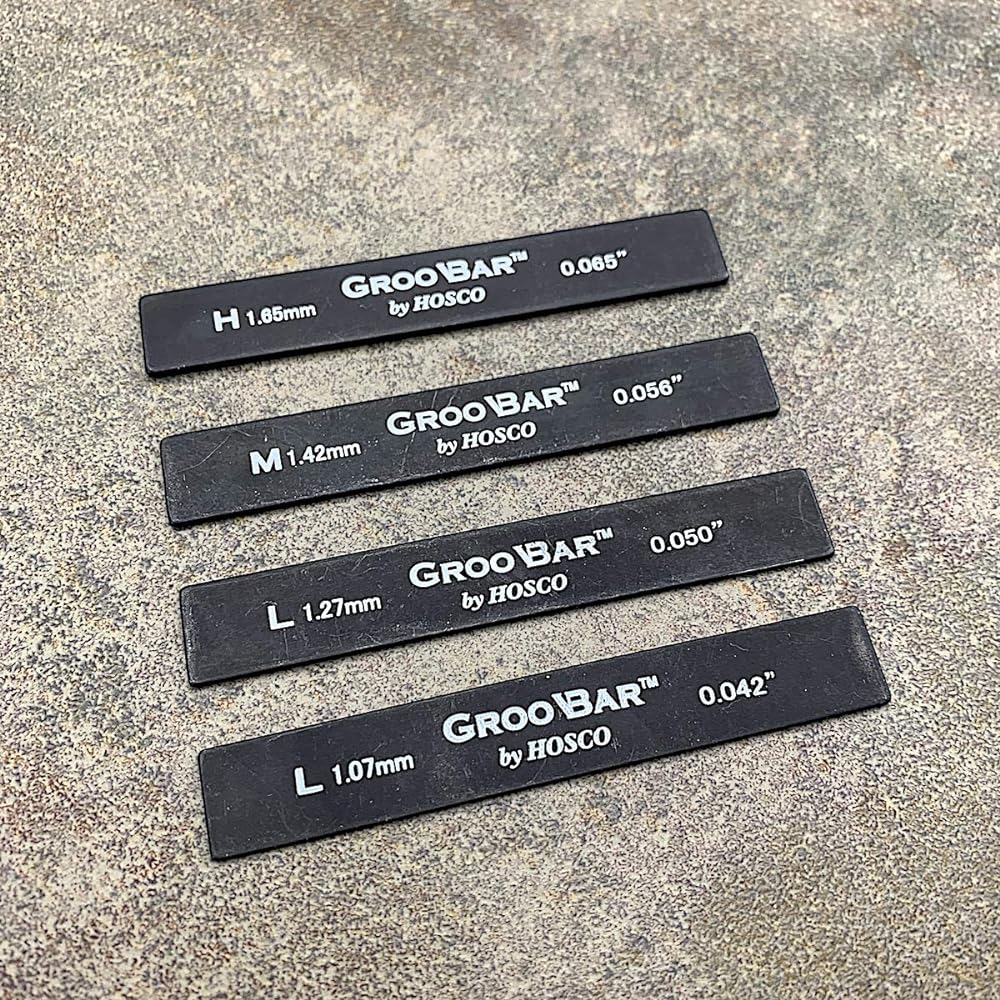 H 1.65mm GROOVBAR™ 0.065”
by HOSCO
M 1.42mm GROOVBAR™ 0.056”
by HOSCO
L 1.27mm GROOVBAR™ 0.050”
by HOSCO
L 1.07mm GROOVBAR™ 0.042”
by HOSCO